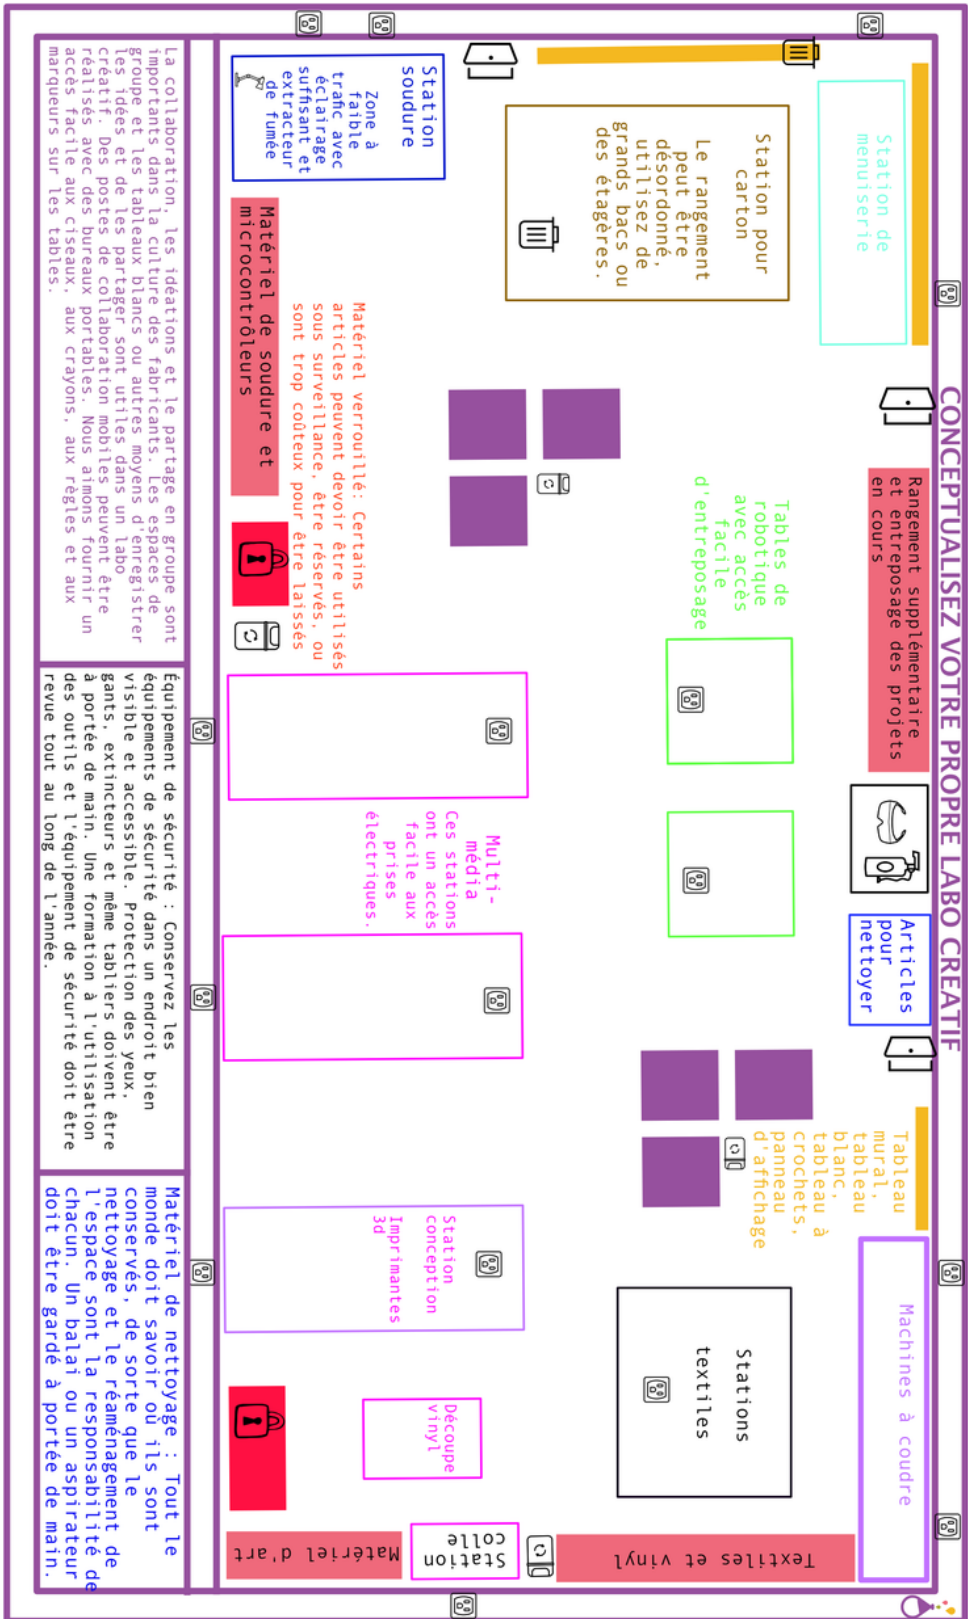 CONCEPTUALISEZ VOTRE PROPRE LABO CREATIF
Station de
menuiserie
Rangement supplémentaire
et entreposage des projets
en cours
Articles
pour
nettoyer
Tableau
mural,
tableau
blanc,
tableau à
crochets,
panneau
d'affichage
Machines à coudre
Station pour
carton
Le rangement
peut être
désordonné,
utilisez de
grands bacs ou
des étagères.
Tables de
robotique
avec accès
facile
d'entreposage
Stations
textiles
Textiles et vinyl
Station
soudure
Zone à
faible
trafic avec
éclairage
suffisant et
extracteur
de fumée
Matériel verrouillé: Certains
articles peuvent devoir être utilisés
sous surveillance, être réservés, ou
sont trop coûteux pour être laissés
Matériel de soudure et
microcontrôleurs
Multi-
média
Ces stations
ont un accès
facile aux
prises
électriques.
Station
conception
Imprimantes
3d
Découpe
vinyl
Station
colle
Matériel d'art
La collaboration, les idéations et le partage en groupe sont
importants dans la culture des fabricants. Les espaces de
groupe et les tableaux blancs ou autres moyens d'enregistrer
les idées et de les partager sont utiles dans un labo
créatif. Des postes de collaboration mobiles peuvent être
réalisés avec des bureaux portables. Nous aimons fournir un
accès facile aux ciseaux, aux crayons, aux règles et aux
marqueurs sur les tables.
Équipement de sécurité : Conservez les
équipements de sécurité dans un endroit bien
visible et accessible. Protection des yeux,
gants, extincteurs et même tabliers doivent être
à portée de main. Une formation à l'utilisation
des outils et l'équipement de sécurité doit être
revue tout au long de l'année.
Matériel de nettoyage : Tout le
monde doit savoir où ils sont
conservés, de sorte que le
nettoyage et le réaménagement de
l'espace sont la responsabilité de
chacun. Un balai ou un aspirateur
doit être gardé à portée de main.